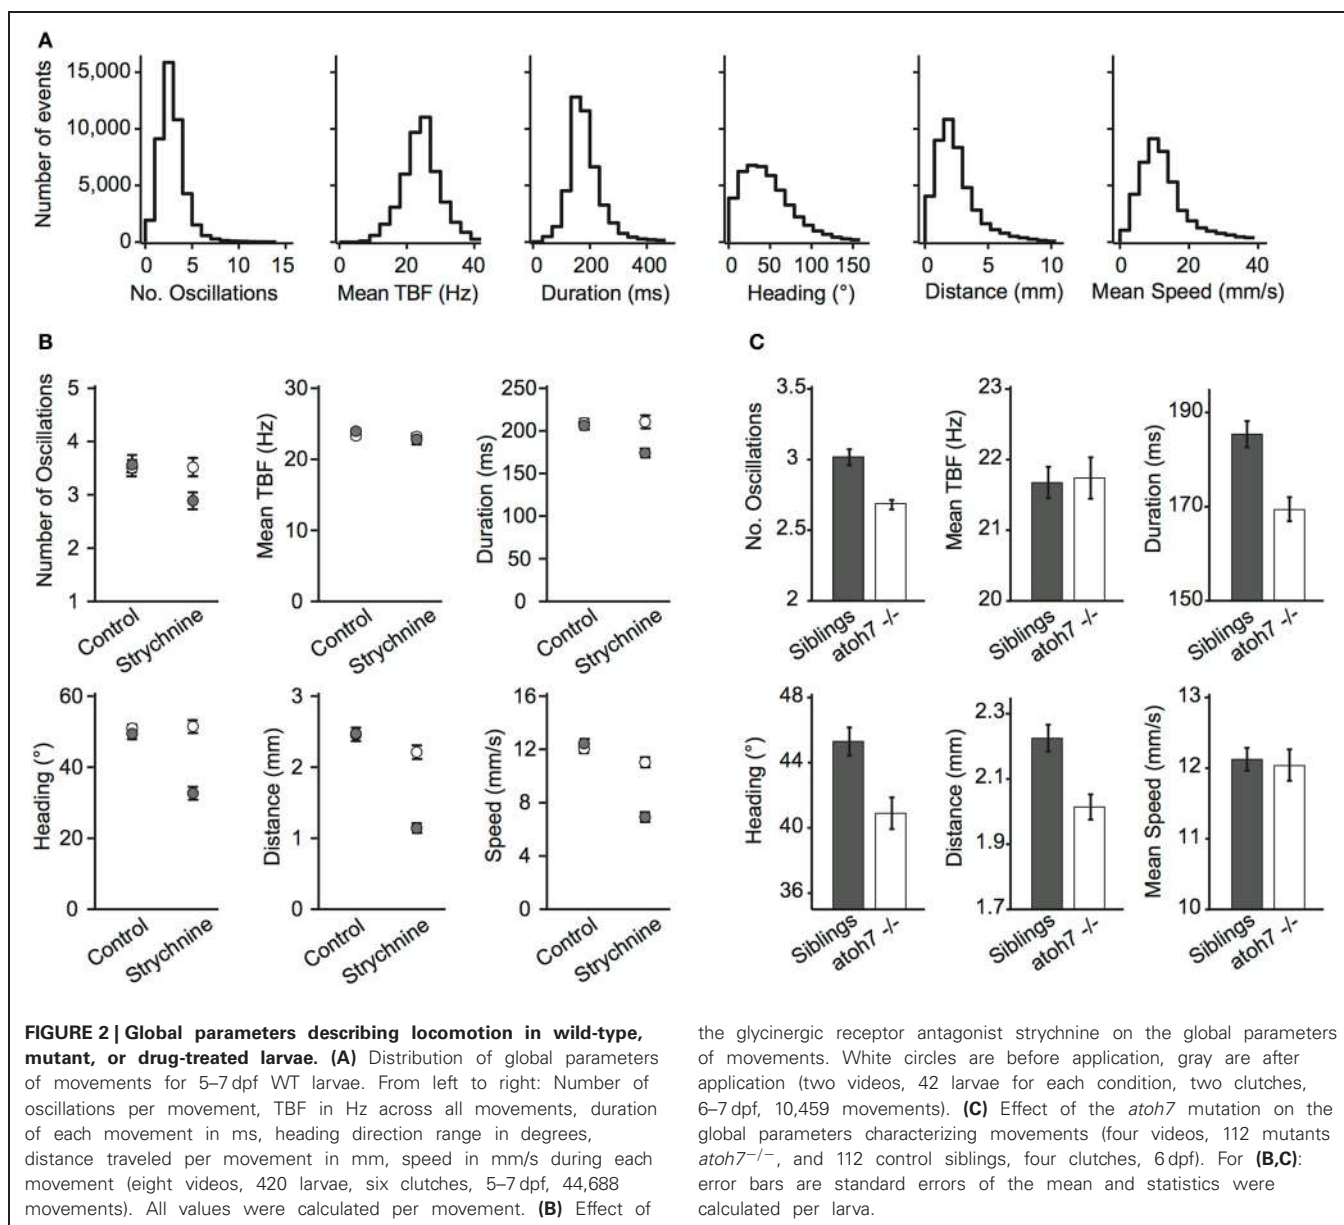 A
Number of events
15,000
10,000
5,000
0
0 5 10 15
No. Oscillations
0 20 40
Mean TBF (Hz)
0 200 400
Duration (ms)
0 50 100 150
Heading (°)
0 5 10
Distance (mm)
0 20 40
Mean Speed (mm/s)
B
Number of Oscillations
5
4
3
2
1
Control
Strychnine
Mean TBF (Hz)
30
20
10
0
Control
Strychnine
Duration (ms)
250
200
150
100
50
0
Control
Strychnine
Heading (°)
60
40
20
0
Control
Strychnine
Distance (mm)
3
2
1
0
Control
Strychnine
Speed (mm/s)
16
12
8
4
0
Control
Strychnine
C
No. Oscillations
3.5
3
2.5
2
Siblings
atoh7 -/-
Mean TBF (Hz)
23
22
21
20
Siblings
atoh7 -/-
Duration (ms)
190
170
150
Siblings
atoh7 -/-
Heading (°)
48
44
40
36
Siblings
atoh7 -/-
Distance (mm)
2.3
2.1
1.9
1.7
Siblings
atoh7 -/-
Mean Speed (mm/s)
13
12
11
10
Siblings
atoh7 -/-
FIGURE 2 | Global parameters describing locomotion in wild-type,
mutant, or drug-treated larvae. (A) Distribution of global parameters
of movements for 5–7 dpf WT larvae. From left to right: Number of
oscillations per movement, TBF in Hz across all movements, duration
of each movement in ms, heading direction range in degrees,
distance traveled per movement in mm, speed in mm/s during each
movement (eight videos, 420 larvae, six clutches, 5–7 dpf, 44,688
movements). All values were calculated per movement. (B) Effect of
the glycinergic receptor antagonist strychnine on the global parameters
of movements. White circles are before application, gray are after
application (two videos, 42 larvae for each condition, two clutches,
6–7 dpf, 10,459 movements). (C) Effect of the atoh7 mutation on the
global parameters characterizing movements (four videos, 112 mutants
atoh7−/−, and 112 control siblings, four clutches, 6 dpf). For (B,C):
error bars are standard errors of the mean and statistics were
calculated per larva.